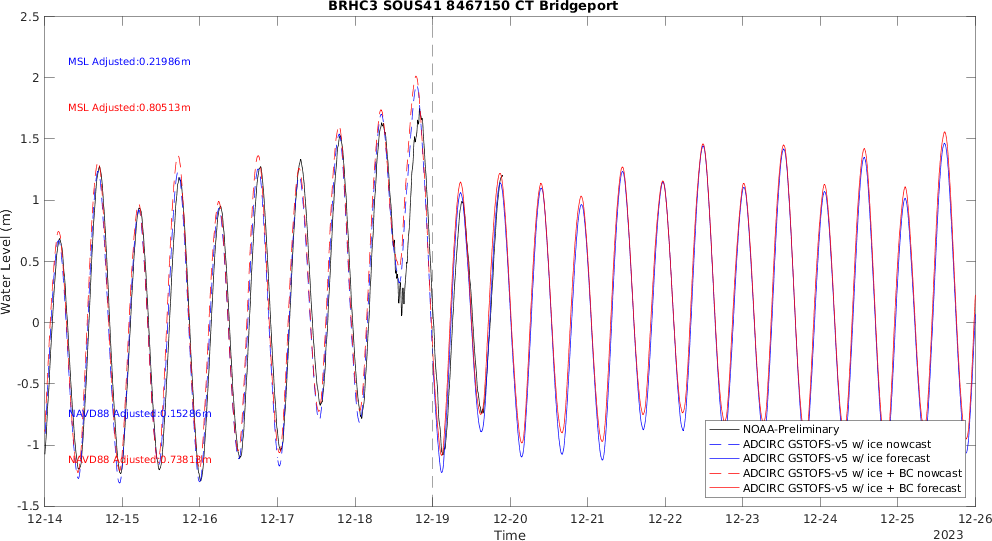 BRHC3 SOUS41 8467150 CT Bridgeport
2.5
2
1.5
1
0.5
0
-0.5
-1
-1.5
Water Level (m)
MSL Adjusted:0.21986m
MSL Adjusted:0.80513m
NAVD88 Adjusted:0.15286m
NAVD88 Adjusted:0.73813m
NOAA-Preliminary
ADCIRC GSTOFS-v5 w/ ice nowcast
ADCIRC GSTOFS-v5 w/ ice forecast
ADCIRC GSTOFS-v5 w/ ice + BC nowcast
ADCIRC GSTOFS-v5 w/ ice + BC forecast
12-14 12-15 12-16 12-17 12-18 12-19 12-20 12-21 12-22 12-23 12-24 12-25 12-26
Time
2023